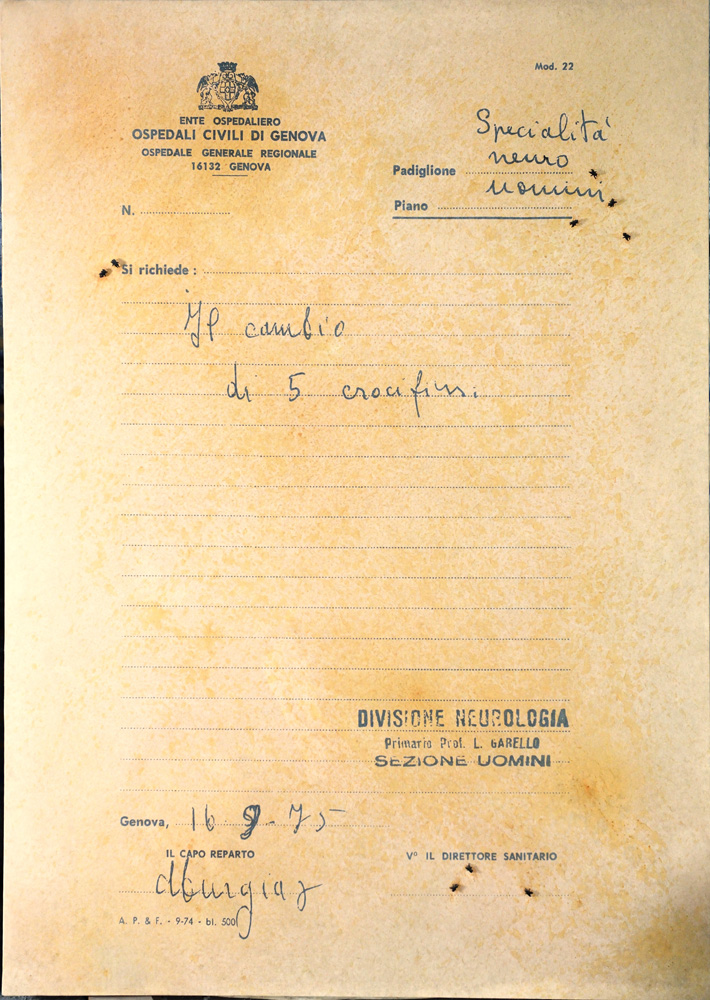 Mod. 22
ENTE OSPEDALIERO
OSPEDALI CIVILI DI GENOVA
OSPEDALE GENERALE REGIONALE
16132 GENOVA
Specialità
Padiglione neuro
Piano uomini
N.
Si richiede :
Il cambio
di 5 crocifissi
DIVISIONE NEUROLOGIA
Primario Prof. L. GARELLO
SEZIONE UOMINI
Genova, 16 9-75
IL CAPO REPARTO
V° IL DIRETTORE SANITARIO
A. P. & F. - 9-74 - bl. 500